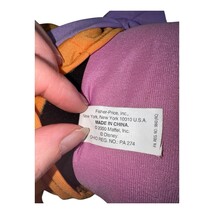 Fisher-Price, Inc.,
New York, New York 10010 U.S.A.
MADE IN CHINA.
©2000 Mattel, Inc.
© Disney
OHIO REG. NO.: PA 274